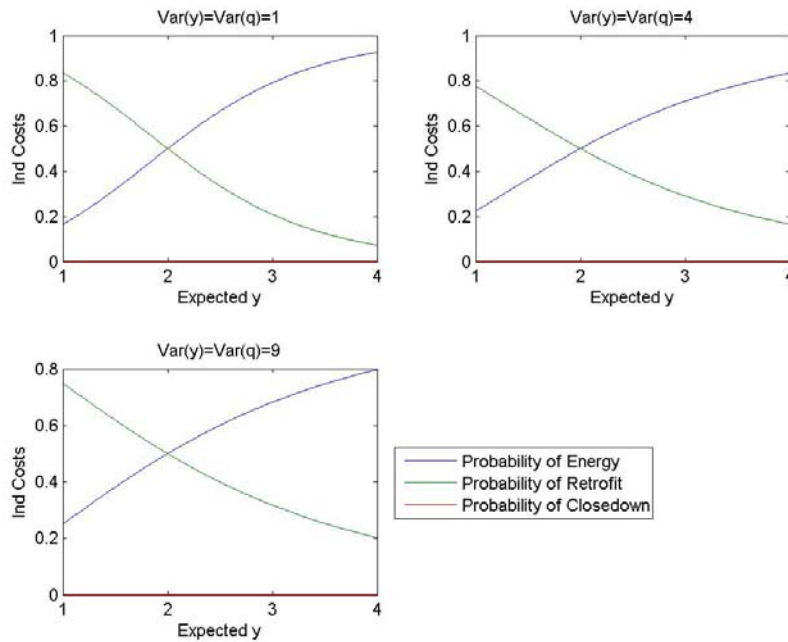 Var(y)=Var(q)=1
1
0.8
0.6
0.4
0.2
0
Ind Costs
1 2 3 4
Expected y
Var(y)=Var(q)=4
1
0.8
0.6
0.4
0.2
0
Ind Costs
1 2 3 4
Expected y
Var(y)=Var(q)=9
0.8
0.6
0.4
0.2
0
Ind Costs
1 2 3 4
Expected y
Probability of Energy
Probability of Retrofit
Probability of Closedown